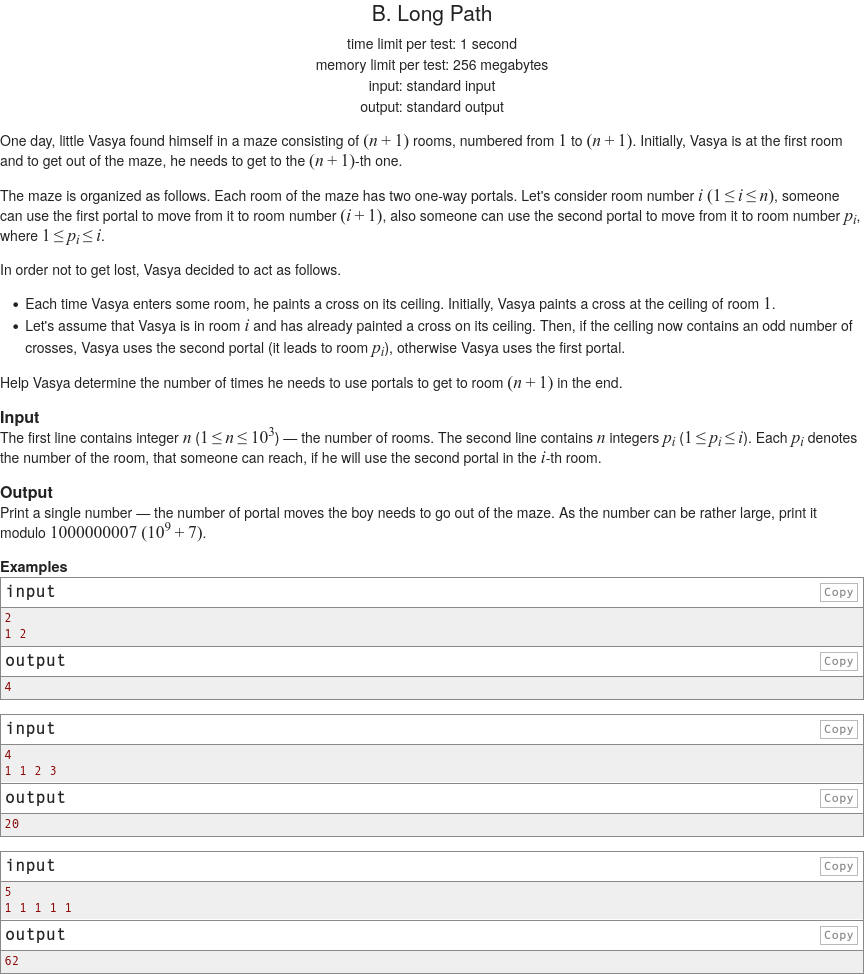 B. Long Path
time limit per test: 1 second
memory limit per test: 256 megabytes
input: standard input
output: standard output
One day, little Vasya found himself in a maze consisting of (n + 1) rooms, numbered from 1 to (n + 1). Initially, Vasya is at the first room
and to get out of the maze, he needs to get to the (n + 1)-th one.
The maze is organized as follows. Each room of the maze has two one-way portals. Let's consider room number i (1 ≤ i ≤ n), someone
can use the first portal to move from it to room number (i + 1), also someone can use the second portal to move from it to room number p_i,
where 1 ≤ p_i ≤ i.
In order not to get lost, Vasya decided to act as follows.
• Each time Vasya enters some room, he paints a cross on its ceiling. Initially, Vasya paints a cross at the ceiling of room 1.
• Let's assume that Vasya is in room i and has already painted a cross on its ceiling. Then, if the ceiling now contains an odd number of
crosses, Vasya uses the second portal (it leads to room p_i), otherwise Vasya uses the first portal.
Help Vasya determine the number of times he needs to use portals to get to room (n + 1) in the end.
Input
The first line contains integer n (1 ≤ n ≤ 10^3) — the number of rooms. The second line contains n integers p_i (1 ≤ p_i ≤ i). Each p_i denotes
the number of the room, that someone can reach, if he will use the second portal in the i-th room.
Output
Print a single number — the number of portal moves the boy needs to go out of the maze. As the number can be rather large, print it
modulo 1000000007 (10^9 + 7).
Examples
input Copy
2
1 2
output Copy
4
input Copy
4
1 1 2 3
output Copy
20
input Copy
5
1 1 1 1 1
output Copy
62